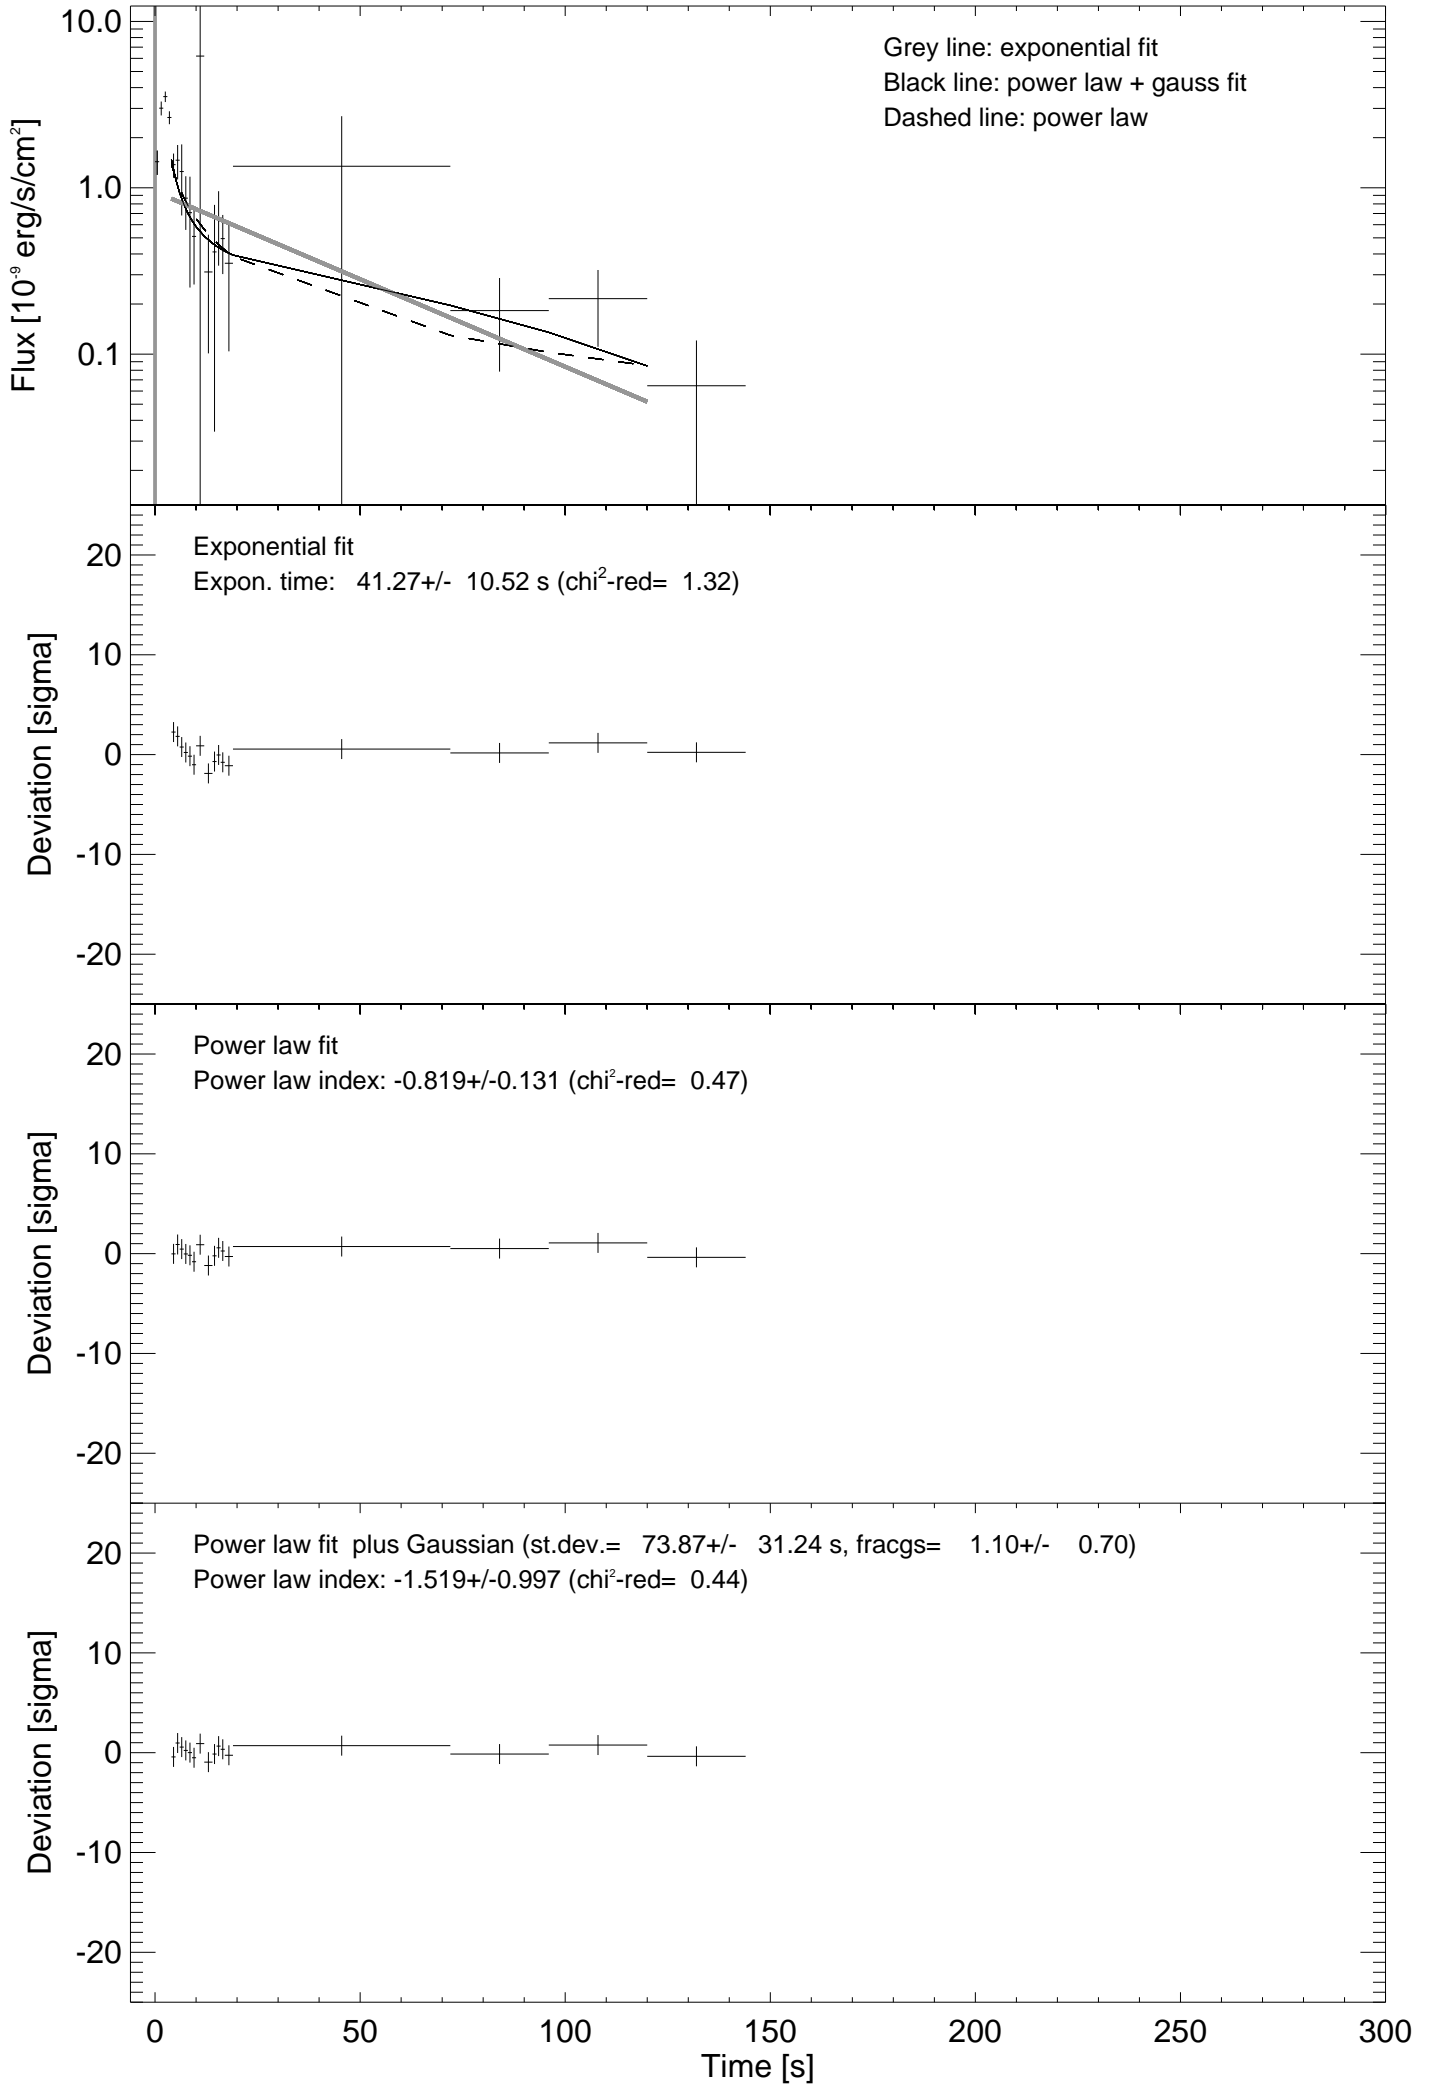 10.0
Grey line: exponential fit
Black line: power law + gauss fit
Dashed line: power law
1.0
0.1
Flux [10⁻⁹ erg/s/cm²]
Exponential fit
Expon. time: 41.27+/- 10.52 s (chi²-red= 1.32)
20
10
0
-10
-20
Deviation [sigma]
Power law fit
Power law index: -0.819+/-0.131 (chi²-red= 0.47)
20
10
0
-10
-20
Deviation [sigma]
Power law fit plus Gaussian (st.dev.= 73.87+/- 31.24 s, fracgs= 1.10+/- 0.70)
Power law index: -1.519+/-0.997 (chi²-red= 0.44)
20
10
0
-10
-20
Deviation [sigma]
0 50 100 150 200 250 300
Time [s]